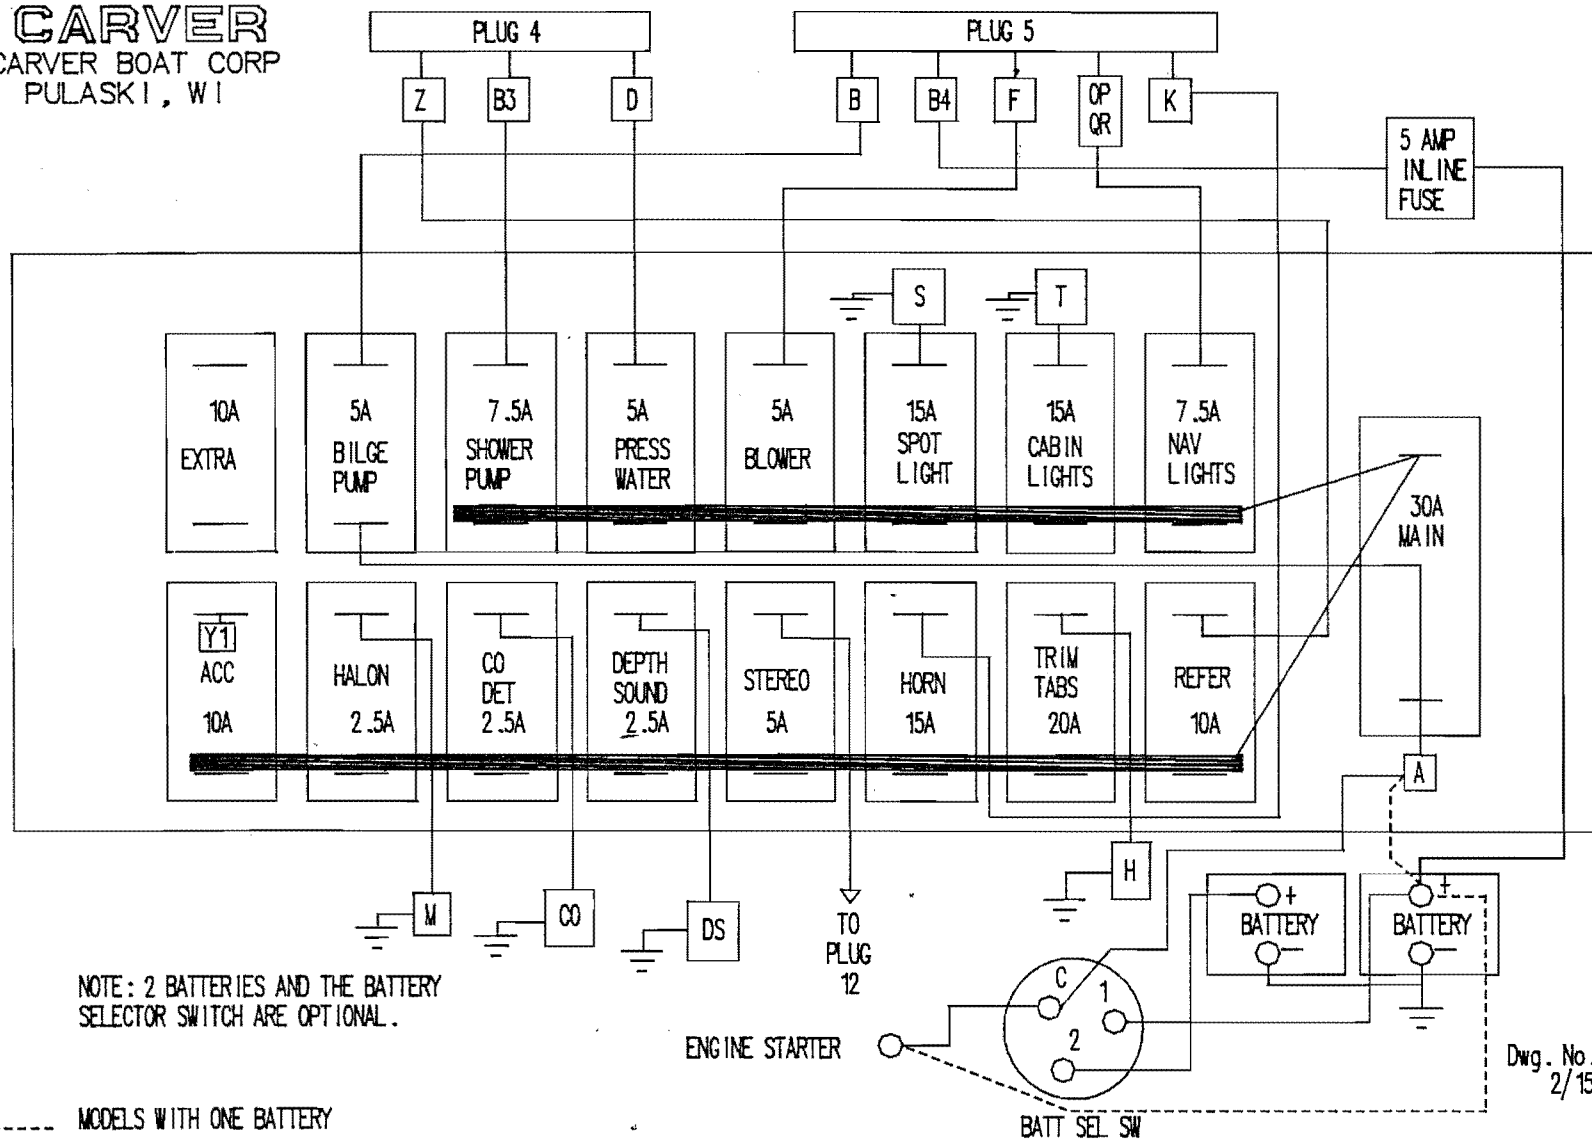 CARVER
CARVER BOAT CORP
PULASKI, WI
PLUG 4
PLUG 5
Z
B3
D
B
B4
F
OP
QR
K
5 AMP
INLINE
FUSE
S
T
10A
EXTRA
5A
BILGE
PUMP
7.5A
SHOWER
PUMP
5A
PRESS
WATER
5A
BLOWER
15A
SPOT
LIGHT
15A
CABIN
LIGHTS
7.5A
NAV
LIGHTS
30A
MAIN
Y1
ACC
10A
HALON
2.5A
CO
DET
2.5A
DEPTH
SOUND
2.5A
STEREO
5A
HORN
15A
TRIM
TABS
20A
REFER
10A
A
M
CO
DS
TO
PLUG
12
H
+
BATTERY
-
+
BATTERY
-
NOTE: 2 BATTERIES AND THE BATTERY
SELECTOR SWITCH ARE OPTIONAL.
C
1
2
ENGINE STARTER
BATT SEL SW
Dwg. No.
2/15
---- MODELS WITH ONE BATTERY